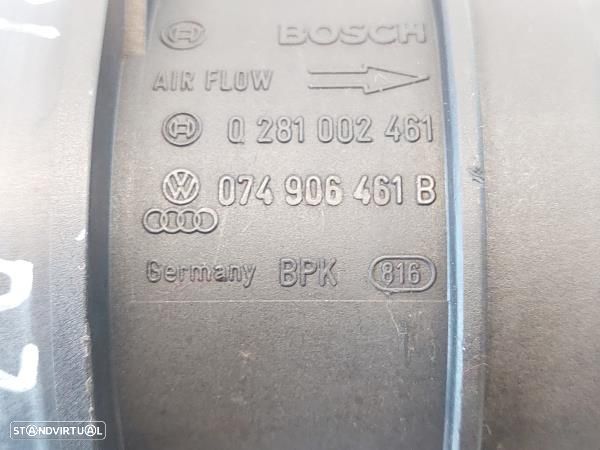 BOSCH
AIR FLOW
0 281 002 461
074 906 461 B
Germany BPK 816
STANDVIRTUAL